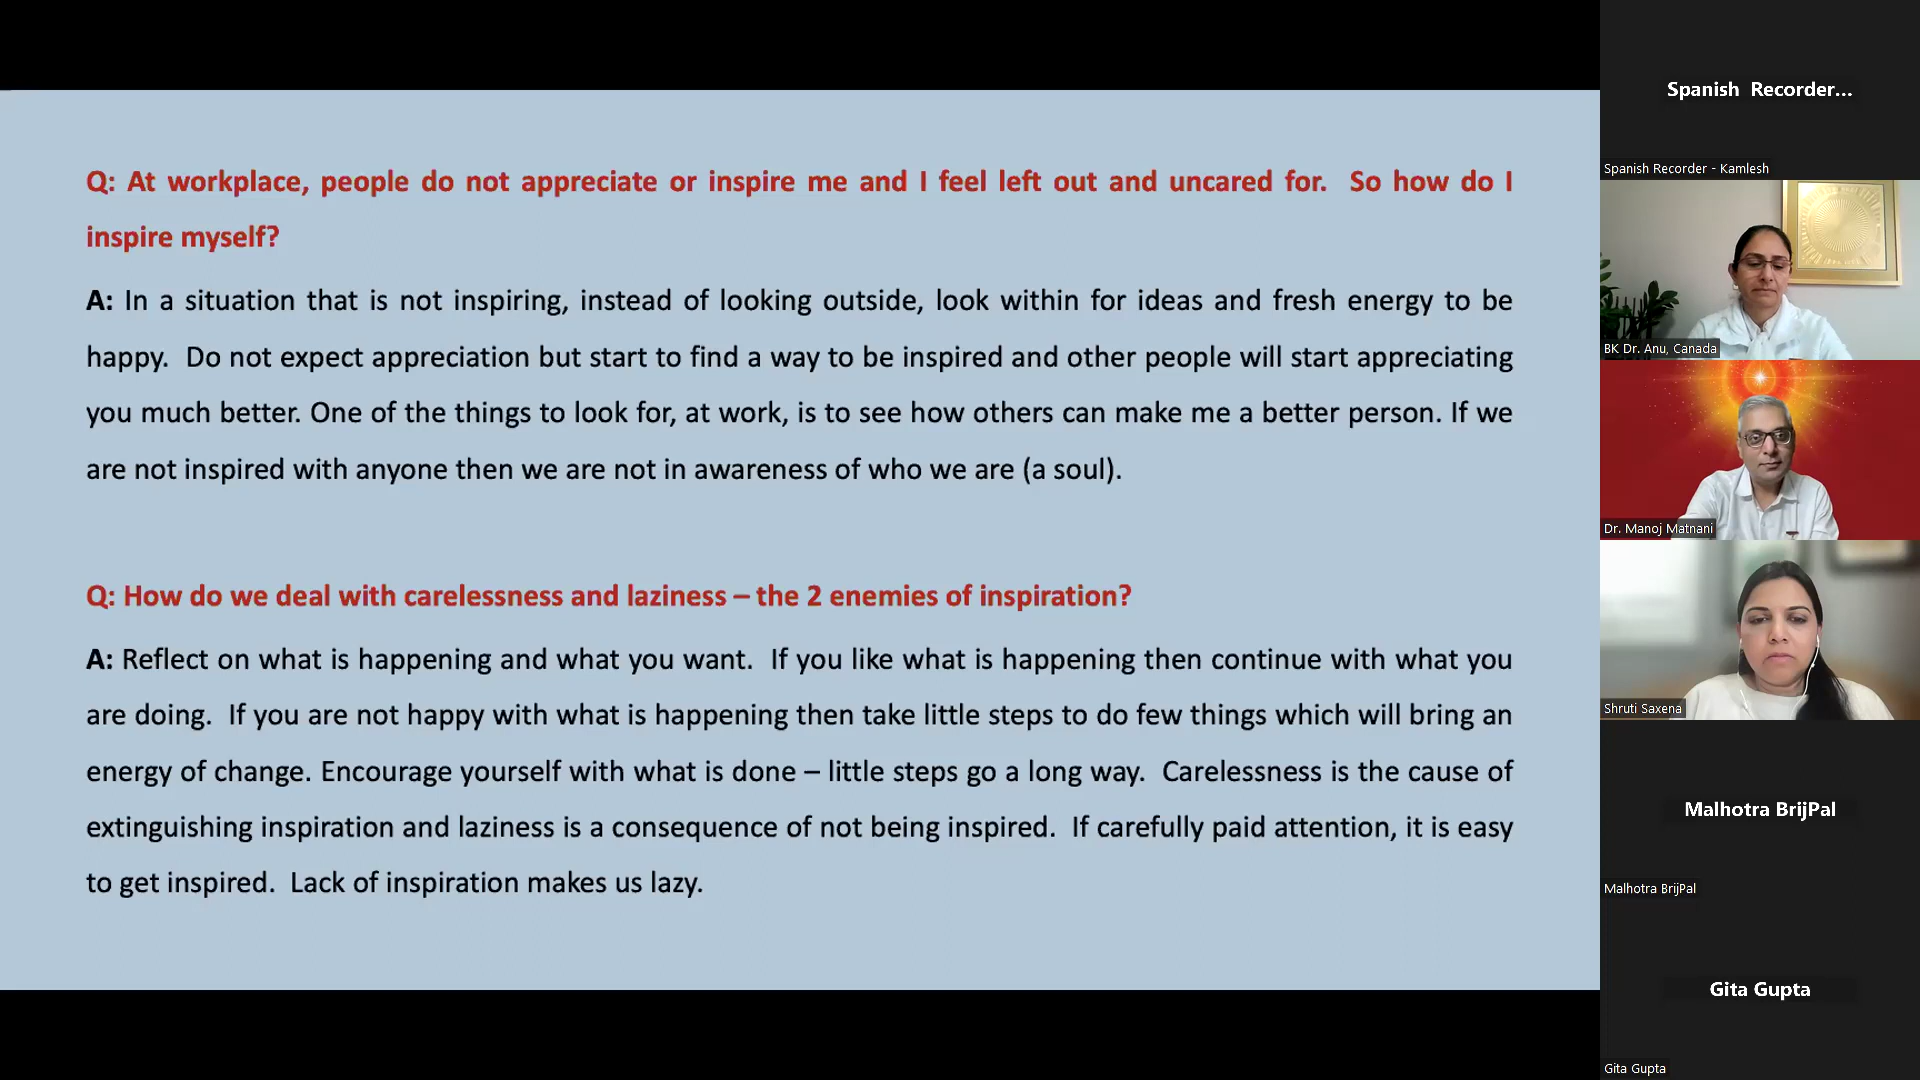 Q: At workplace, people do not appreciate or inspire me and I feel left out and uncared for. So how do I
inspire myself?
A: In a situation that is not inspiring, instead of looking outside, look within for ideas and fresh energy to be
happy. Do not expect appreciation but start to find a way to be inspired and other people will start appreciating
you much better. One of the things to look for, at work, is to see how others can make me a better person. If we
are not inspired with anyone then we are not in awareness of who we are (a soul).
Q: How do we deal with carelessness and laziness – the 2 enemies of inspiration?
A: Reflect on what is happening and what you want. If you like what is happening then continue with what you
are doing. If you are not happy with what is happening then take little steps to do few things which will bring an
energy of change. Encourage yourself with what is done – little steps go a long way. Carelessness is the cause of
extinguishing inspiration and laziness is a consequence of not being inspired. If carefully paid attention, it is easy
to get inspired. Lack of inspiration makes us lazy.
Spanish Recorder...
Spanish Recorder - Kamlesh
BK Dr. Anu, Canada
Dr. Manoj Matnani
Shruti Saxena
Malhotra BrijPal
Malhotra BrijPal
Gita Gupta
Gita Gupta